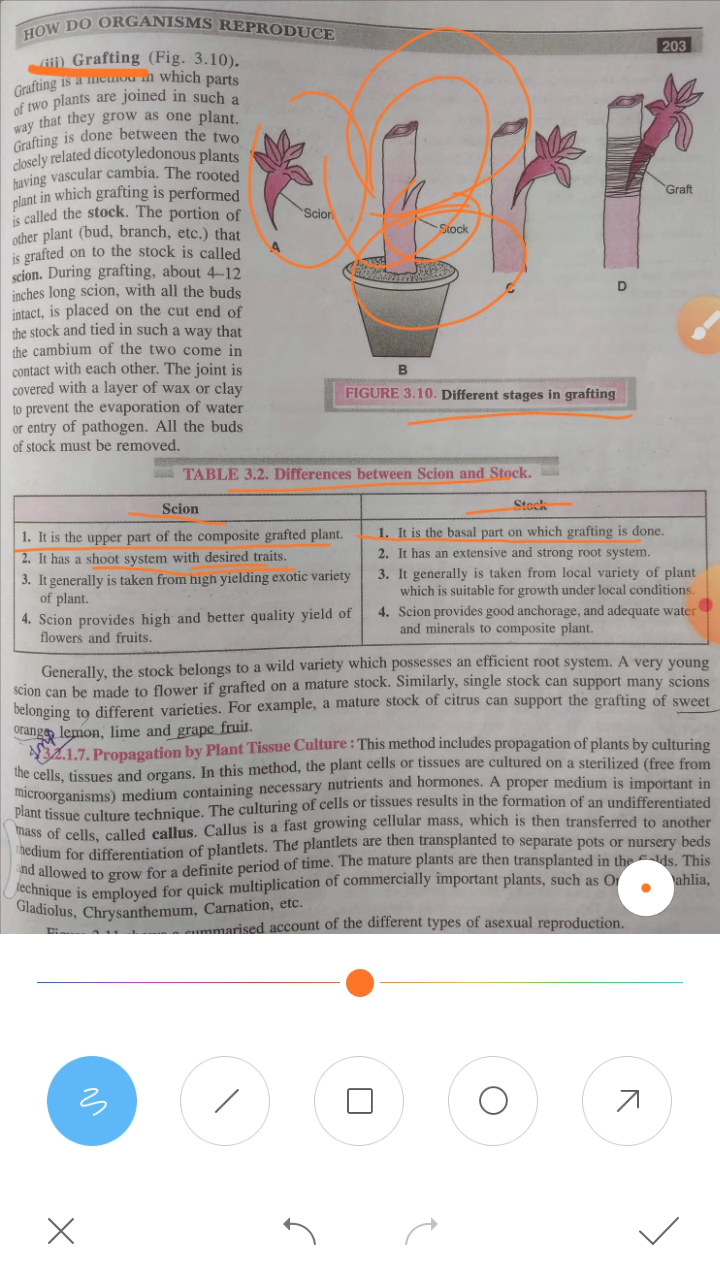 HOW DO ORGANISMS REPRODUCE
203
(iii) Grafting (Fig. 3.10).
Grafting is a method in which parts
of two plants are joined in such a
way that they grow as one plant.
Grafting is done between the two
closely related dicotyledonous plants
having vascular cambia. The rooted
plant in which grafting is performed
is called the stock. The portion of
other plant (bud, branch, etc.) that
is grafted on to the stock is called
scion. During grafting, about 4–12
inches long scion, with all the buds
intact, is placed on the cut end of
the stock and tied in such a way that
the cambium of the two come in
contact with each other. The joint is
covered with a layer of wax or clay
to prevent the evaporation of water
or entry of pathogen. All the buds
of stock must be removed.
Scion
A
Stock
B
C
Graft
D
FIGURE 3.10. Different stages in grafting
TABLE 3.2. Differences between Scion and Stock.
Scion
1. It is the upper part of the composite grafted plant.
2. It has a shoot system with desired traits.
3. It generally is taken from high yielding exotic variety
of plant.
4. Scion provides high and better quality yield of
flowers and fruits.
Stock
1. It is the basal part on which grafting is done.
2. It has an extensive and strong root system.
3. It generally is taken from local variety of plant
which is suitable for growth under local conditions.
4. Scion provides good anchorage, and adequate water
and minerals to composite plant.
Generally, the stock belongs to a wild variety which possesses an efficient root system. A very young
scion can be made to flower if grafted on a mature stock. Similarly, single stock can support many scions
belonging to different varieties. For example, a mature stock of citrus can support the grafting of sweet
orange, lemon, lime and grape fruit.
3.2.1.7. Propagation by Plant Tissue Culture : This method includes propagation of plants by culturing
the cells, tissues and organs. In this method, the plant cells or tissues are cultured on a sterilized (free from
microorganisms) medium containing necessary nutrients and hormones. A proper medium is important in
plant tissue culture technique. The culturing of cells or tissues results in the formation of an undifferentiated
mass of cells, called callus. Callus is a fast growing cellular mass, which is then transferred to another
medium for differentiation of plantlets. The plantlets are then transplanted to separate pots or nursery beds
and allowed to grow for a definite period of time. The mature plants are then transplanted in the fields. This
technique is employed for quick multiplication of commercially important plants, such as Dahlia,
Gladiolus, Chrysanthemum, Carnation, etc.
summarised account of the different types of asexual reproduction.